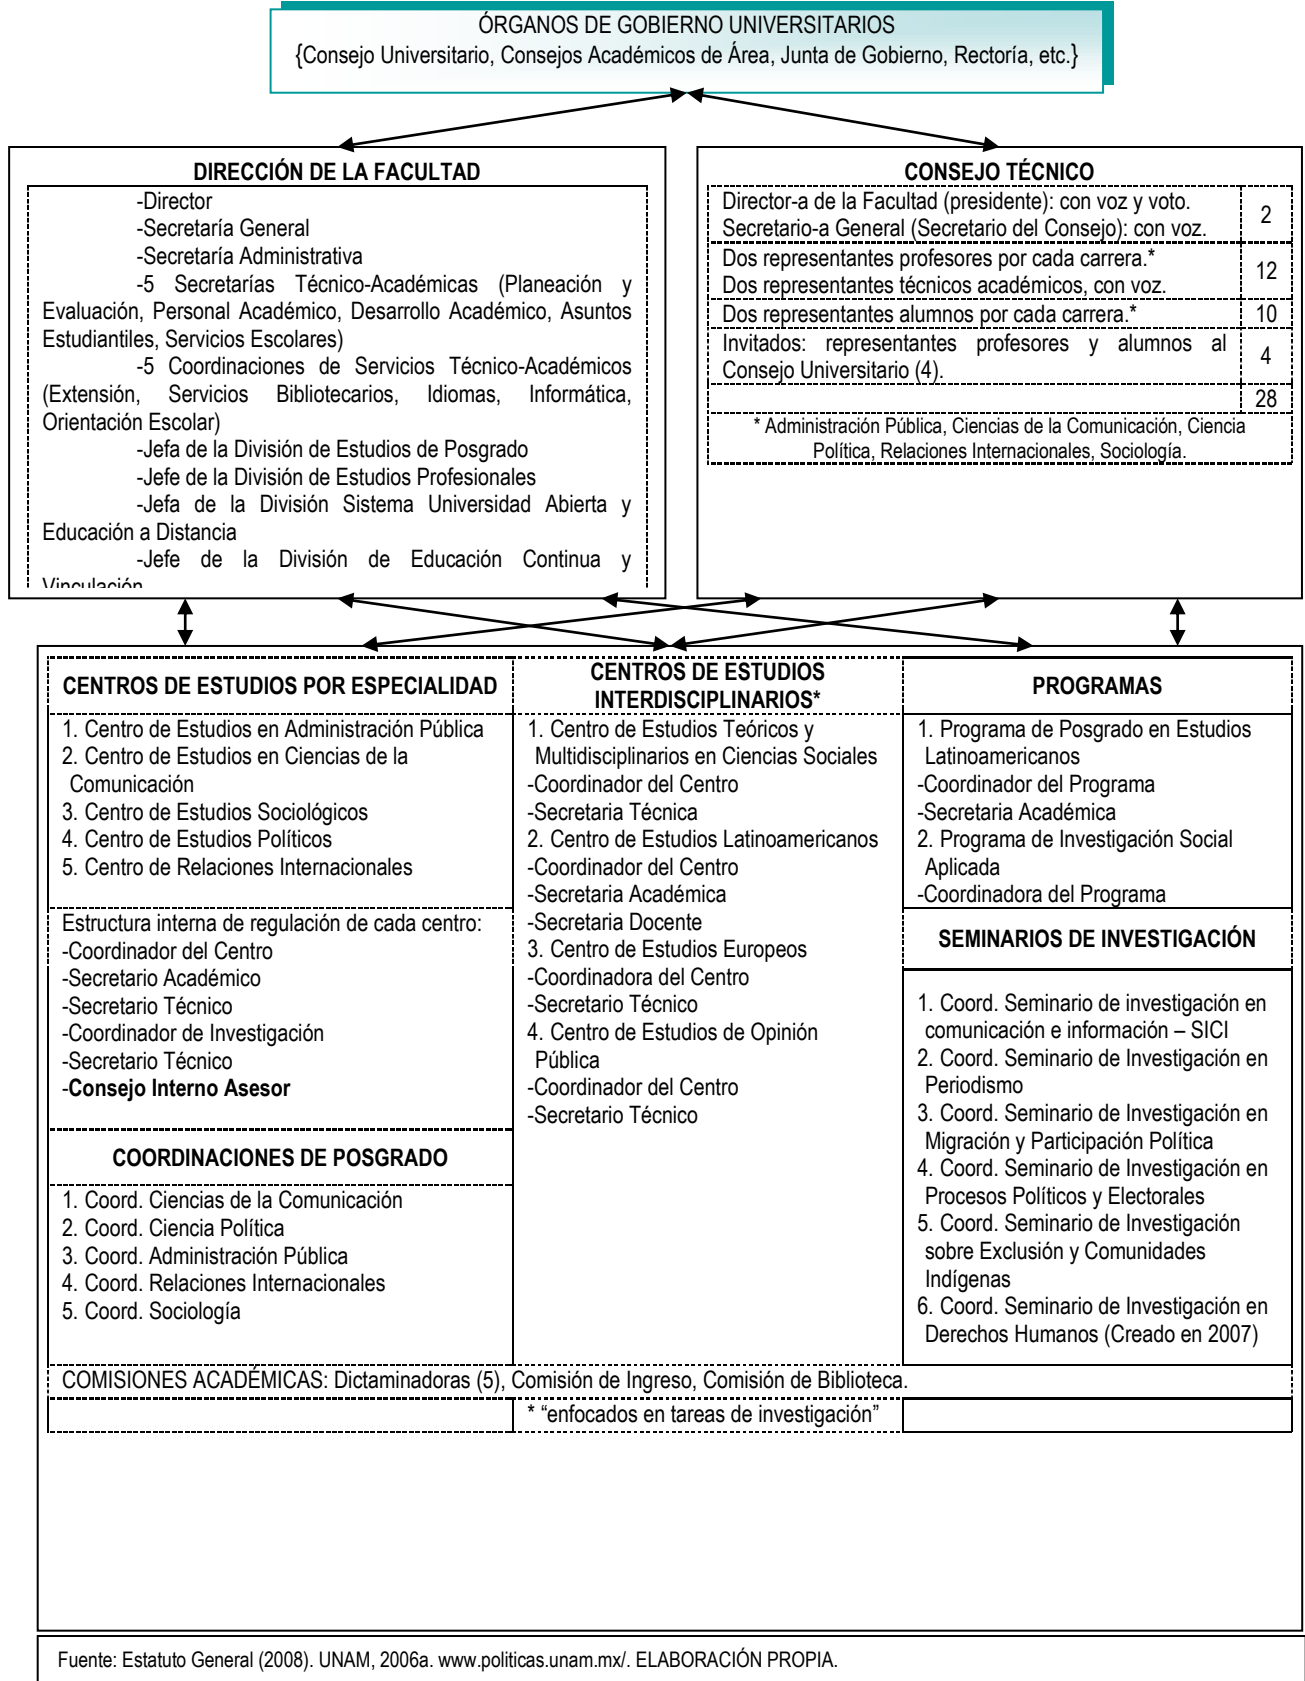 ÓRGANOS DE GOBIERNO UNIVERSITARIOS
{Consejo Universitario, Consejos Académicos de Área, Junta de Gobierno, Rectoría, etc.}
DIRECCIÓN DE LA FACULTAD
-Director
-Secretaría General
-Secretaría Administrativa
-5 Secretarías Técnico-Académicas (Planeación y
Evaluación, Personal Académico, Desarrollo Académico, Asuntos
Estudiantiles, Servicios Escolares)
-5 Coordinaciones de Servicios Técnico-Académicos
(Extensión, Servicios Bibliotecarios, Idiomas, Informática,
Orientación Escolar)
-Jefa de la División de Estudios de Posgrado
-Jefe de la División de Estudios Profesionales
-Jefa de la División Sistema Universidad Abierta y
Educación a Distancia
-Jefe de la División de Educación Continua y
Vinculación
CONSEJO TÉCNICO
Director-a de la Facultad (presidente): con voz y voto.
Secretario-a General (Secretario del Consejo): con voz.
2
Dos representantes profesores por cada carrera.*
Dos representantes técnicos académicos, con voz.
12
Dos representantes alumnos por cada carrera.*
10
Invitados: representantes profesores y alumnos al
Consejo Universitario (4).
4
28
* Administración Pública, Ciencias de la Comunicación, Ciencia
Política, Relaciones Internacionales, Sociología.
CENTROS DE ESTUDIOS POR ESPECIALIDAD
1. Centro de Estudios en Administración Pública
2. Centro de Estudios en Ciencias de la
Comunicación
3. Centro de Estudios Sociológicos
4. Centro de Estudios Políticos
5. Centro de Relaciones Internacionales
Estructura interna de regulación de cada centro:
-Coordinador del Centro
-Secretario Académico
-Secretario Técnico
-Coordinador de Investigación
-Secretario Técnico
-Consejo Interno Asesor
COORDINACIONES DE POSGRADO
1. Coord. Ciencias de la Comunicación
2. Coord. Ciencia Política
3. Coord. Administración Pública
4. Coord. Relaciones Internacionales
5. Coord. Sociología
CENTROS DE ESTUDIOS
INTERDISCIPLINARIOS*
1. Centro de Estudios Teóricos y
Multidisciplinarios en Ciencias Sociales
-Coordinador del Centro
-Secretaria Técnica
2. Centro de Estudios Latinoamericanos
-Coordinador del Centro
-Secretaria Académica
-Secretaria Docente
3. Centro de Estudios Europeos
-Coordinadora del Centro
-Secretario Técnico
4. Centro de Estudios de Opinión
Pública
-Coordinador del Centro
-Secretario Técnico
PROGRAMAS
1. Programa de Posgrado en Estudios
Latinoamericanos
-Coordinador del Programa
-Secretaria Académica
2. Programa de Investigación Social
Aplicada
-Coordinadora del Programa
SEMINARIOS DE INVESTIGACIÓN
1. Coord. Seminario de investigación en
comunicación e información – SICI
2. Coord. Seminario de Investigación en
Periodismo
3. Coord. Seminario de Investigación en
Migración y Participación Política
4. Coord. Seminario de Investigación en
Procesos Políticos y Electorales
5. Coord. Seminario de Investigación
sobre Exclusión y Comunidades
Indígenas
6. Coord. Seminario de Investigación en
Derechos Humanos (Creado en 2007)
COMISIONES ACADÉMICAS: Dictaminadoras (5), Comisión de Ingreso, Comisión de Biblioteca.
* “enfocados en tareas de investigación”
Fuente: Estatuto General (2008). UNAM, 2006a. www.politicas.unam.mx/. ELABORACIÓN PROPIA.